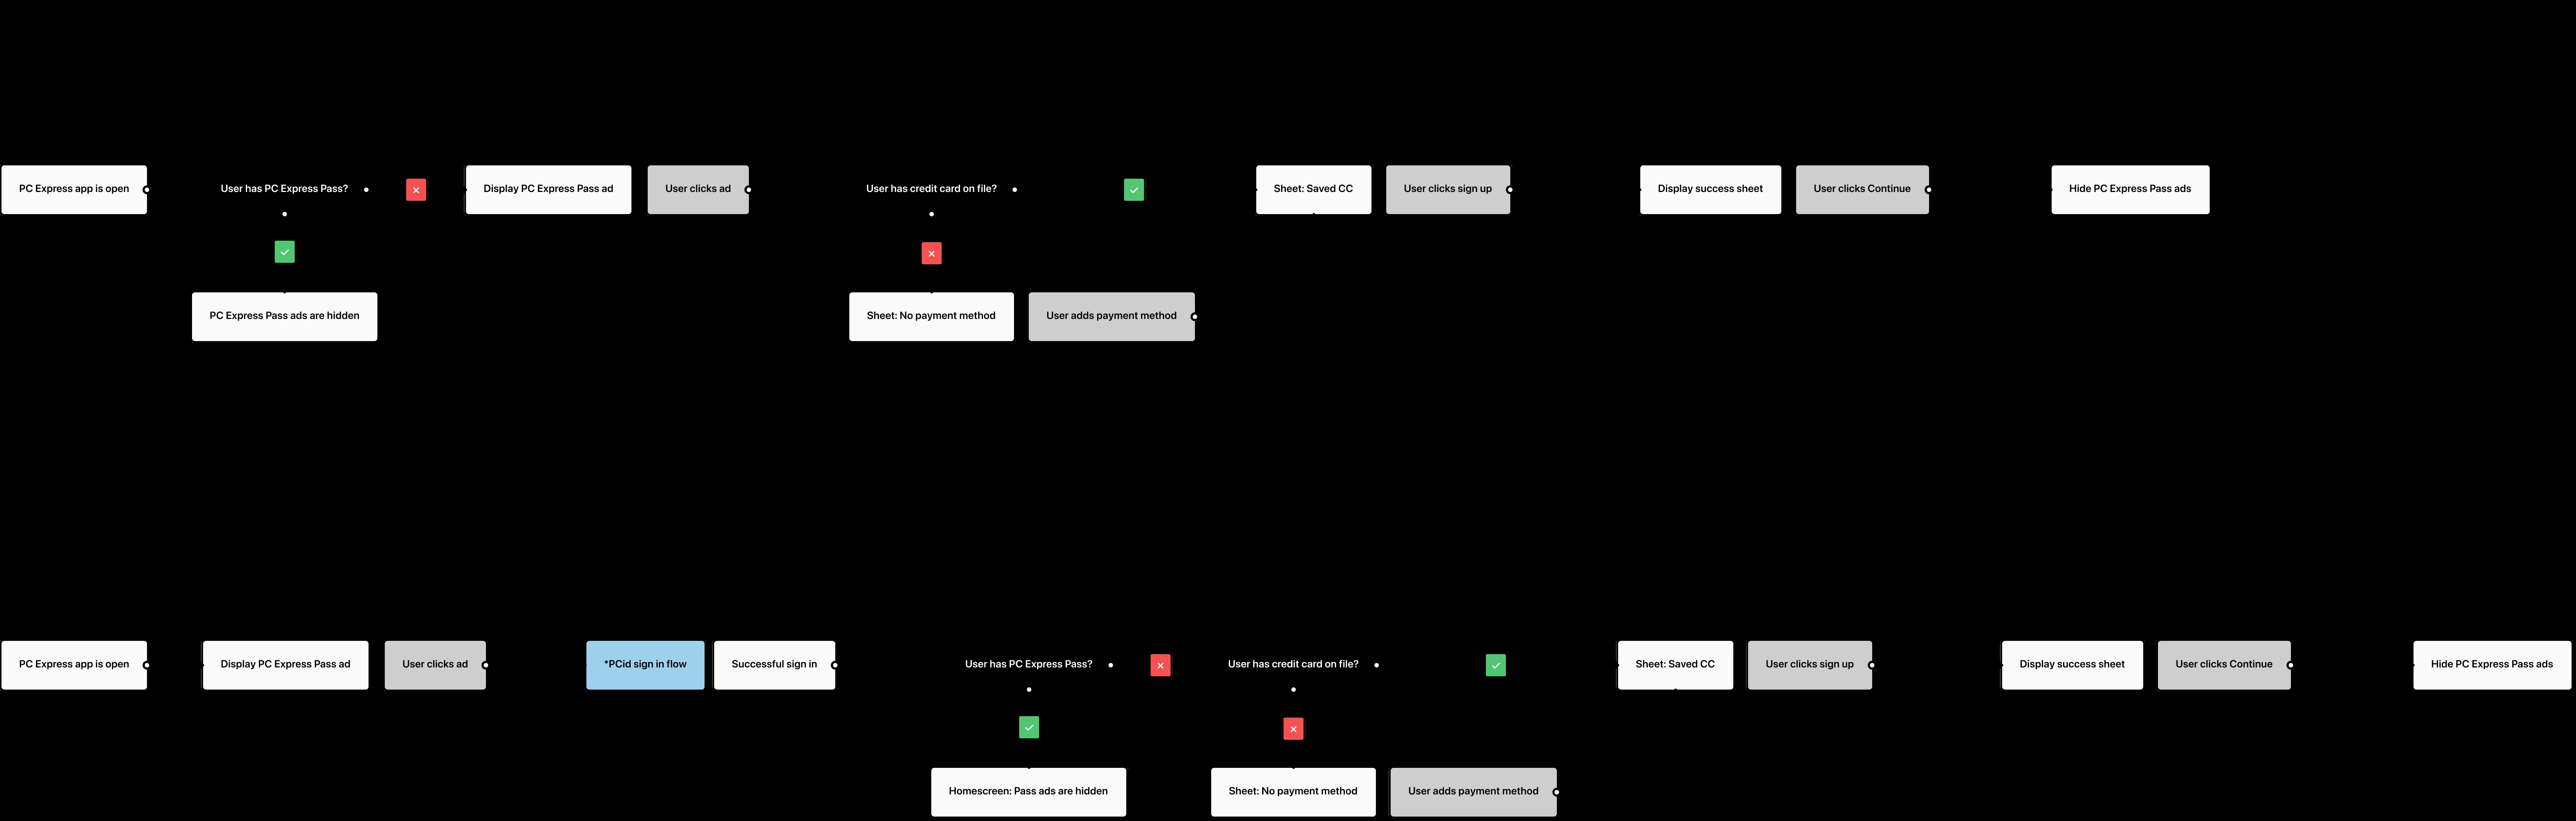 PC Express app is open
User has PC Express Pass?
Display PC Express Pass ad
User clicks ad
User has credit card on file?
Sheet: Saved CC
User clicks sign up
Display success sheet
User clicks Continue
Hide PC Express Pass ads
PC Express Pass ads are hidden
Sheet: No payment method
User adds payment method
PC Express app is open
Display PC Express Pass ad
User clicks ad
*PCid sign in flow
Successful sign in
User has PC Express Pass?
User has credit card on file?
Sheet: Saved CC
User clicks sign up
Display success sheet
User clicks Continue
Hide PC Express Pass ads
Homescreen: Pass ads are hidden
Sheet: No payment method
User adds payment method